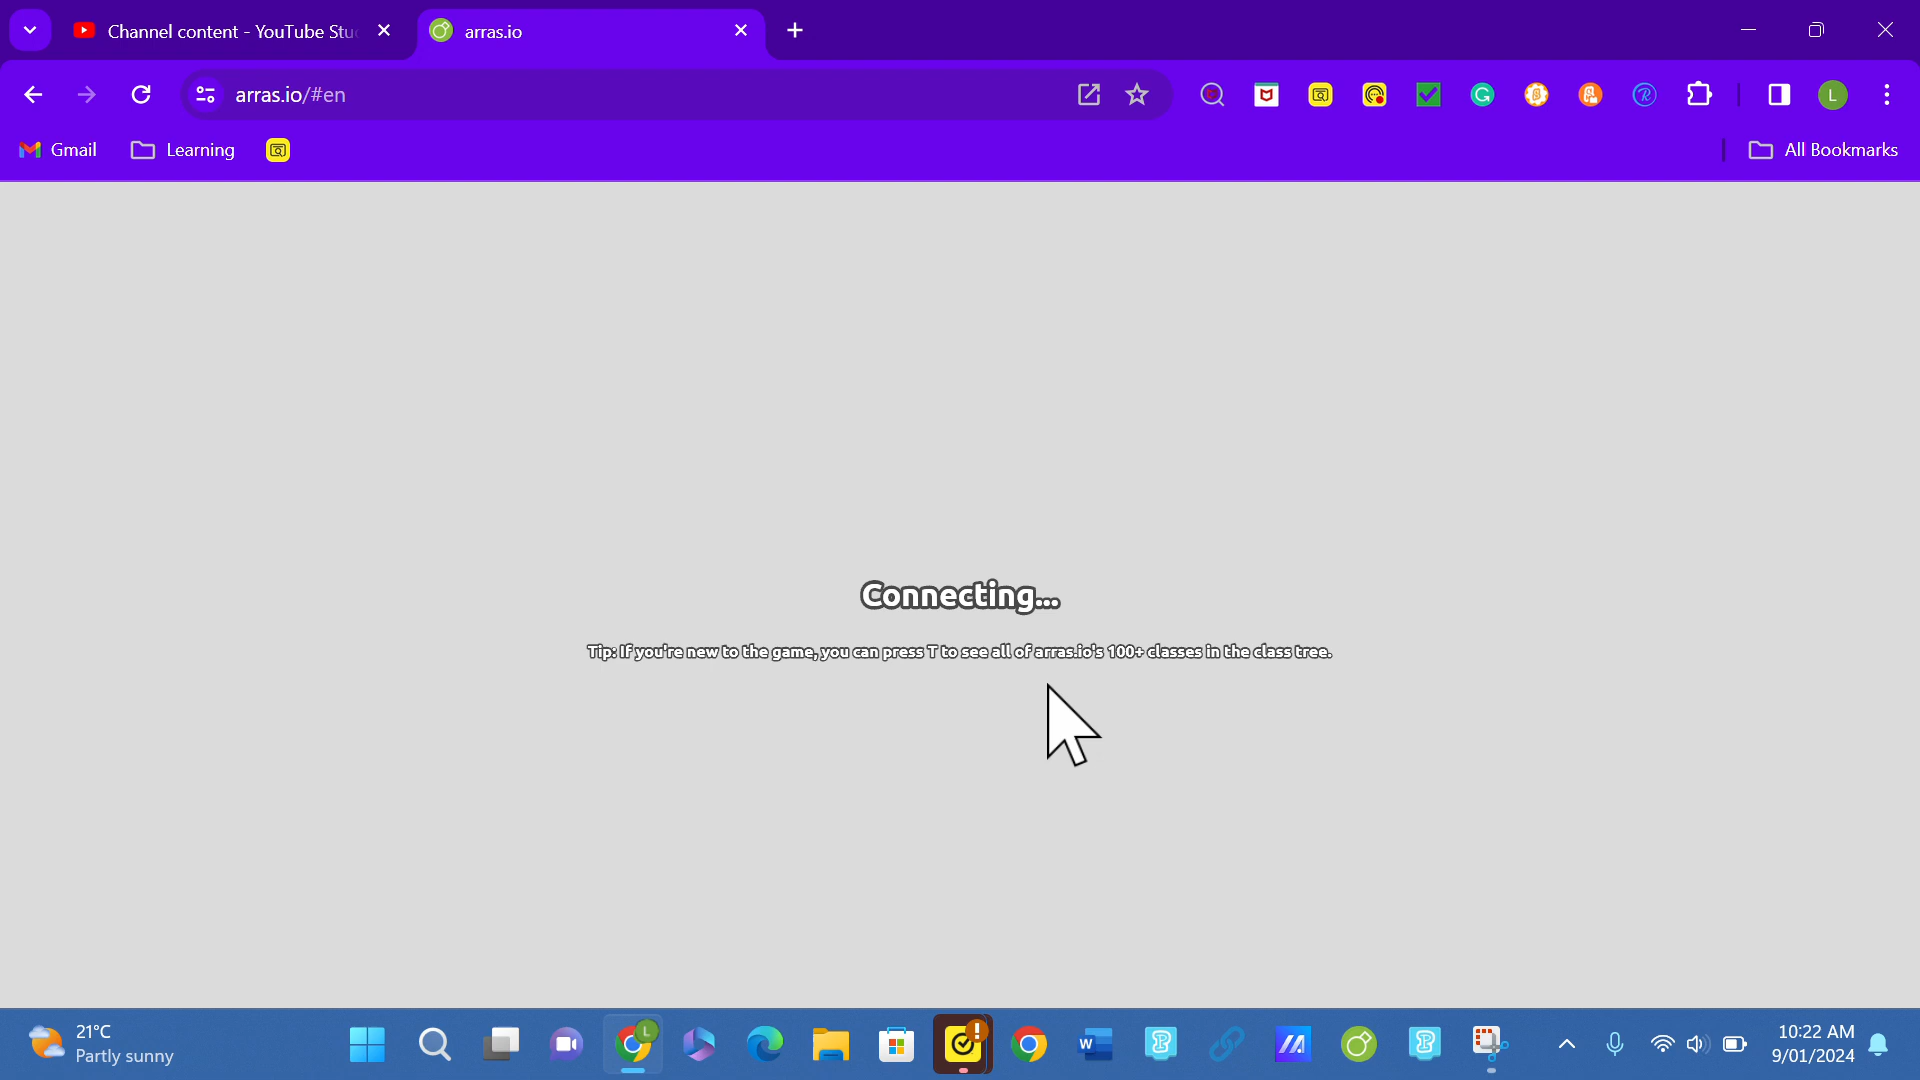 Channel content - YouTube Stu
arras.io
arras.io/#en
L
Gmail
Learning
All Bookmarks
Connecting...
Tip: If you're new to the game, you can press T to see all of arras.io's 100+ classes in the class tree.
21°C
Partly sunny
10:22 AM
9/01/2024